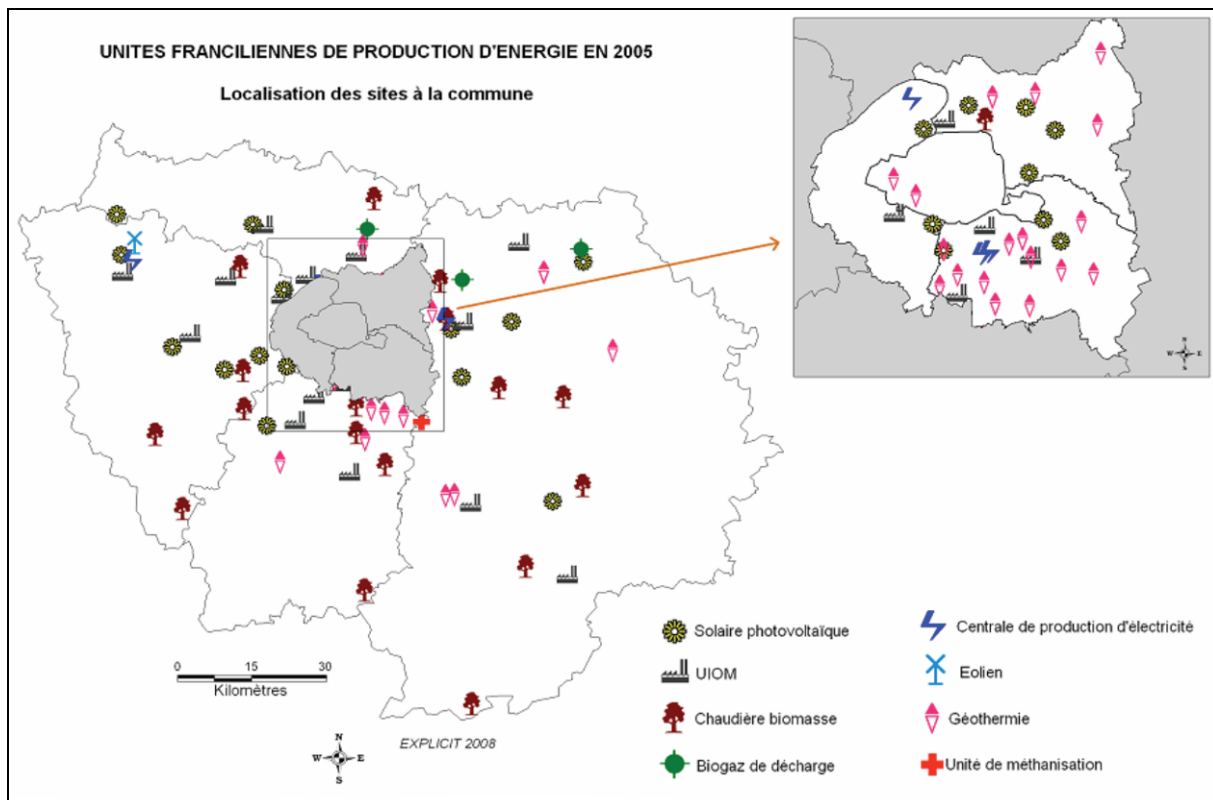 UNITES FRANCILIENNES DE PRODUCTION D'ENERGIE EN 2005
Localisation des sites à la commune
N
W E
S
0 15 30
Kilomètres
N
W E
S
EXPLICIT 2008
Solaire photovoltaïque
UIOM
Chaudière biomasse
Biogaz de décharge
Centrale de production d'électricité
Eolien
Géothermie
Unité de méthanisation